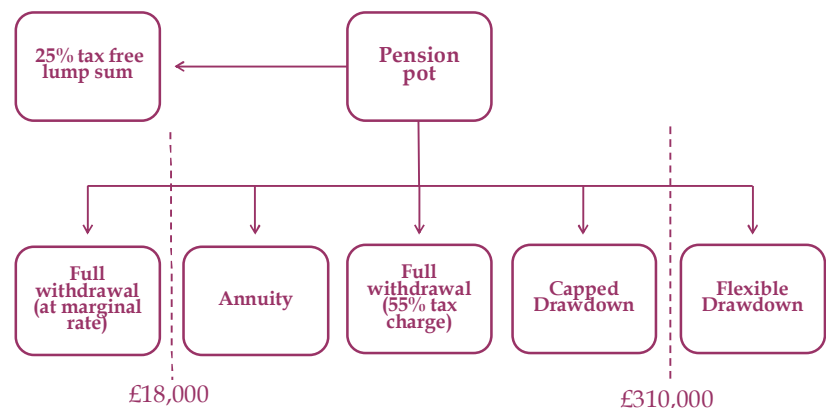 25% tax free
lump sum
Pension
pot
Full
withdrawal
(at marginal
rate)
Annuity
Full
withdrawal
(55% tax
charge)
Capped
Drawdown
Flexible
Drawdown
£18,000
£310,000